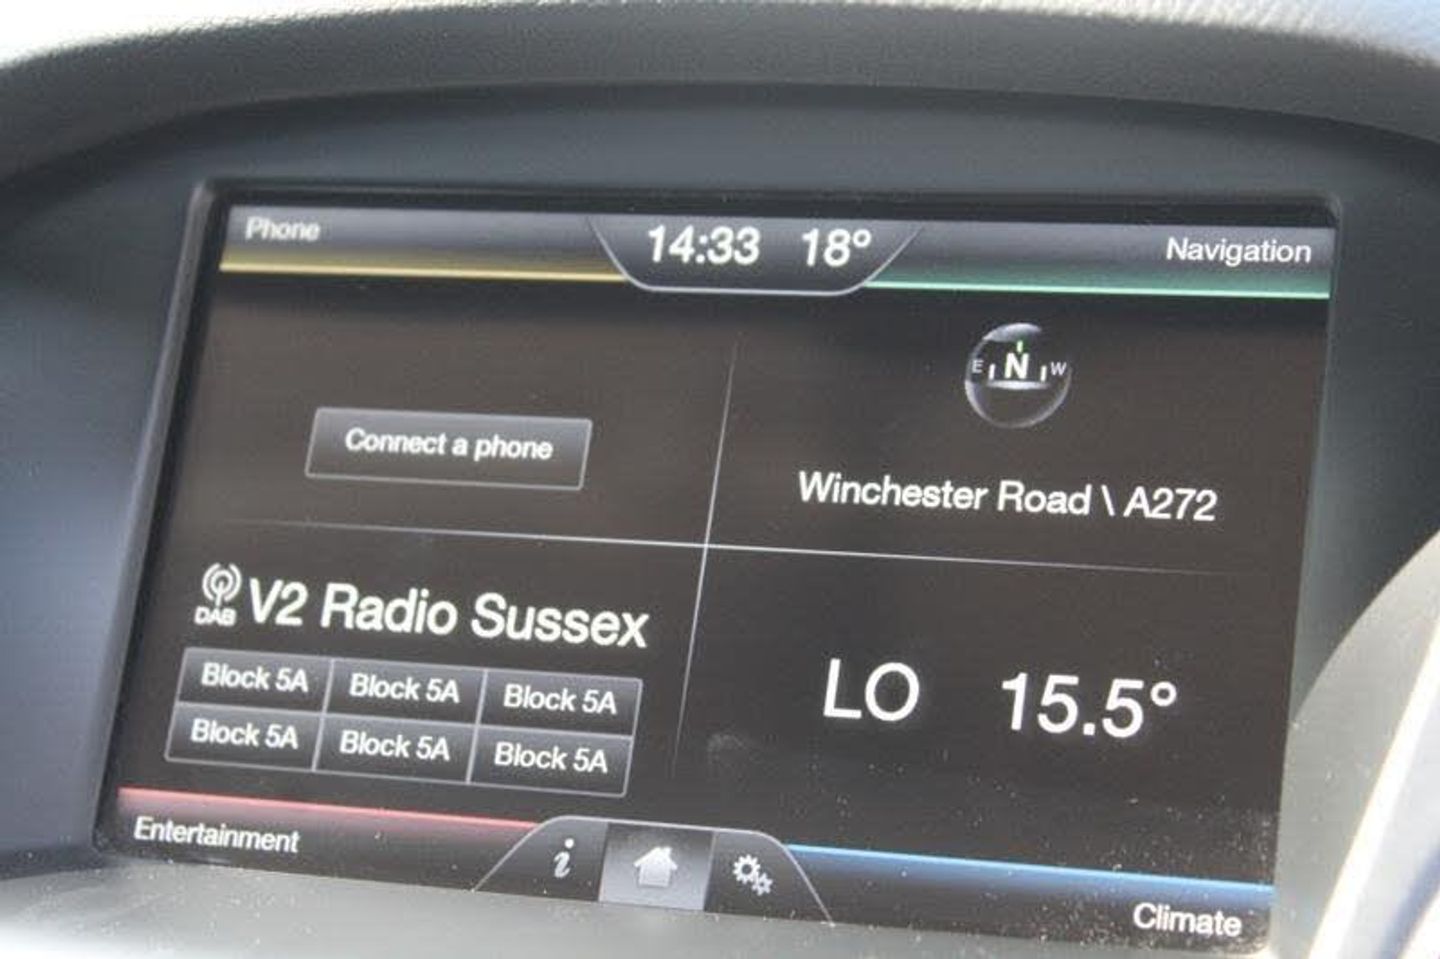 Phone
14:33 18°
Navigation
E N W
Connect a phone
Winchester Road \ A272
DAB
V2 Radio Sussex
Block 5A Block 5A Block 5A
Block 5A Block 5A Block 5A
LO 15.5°
Entertainment
i
Climate